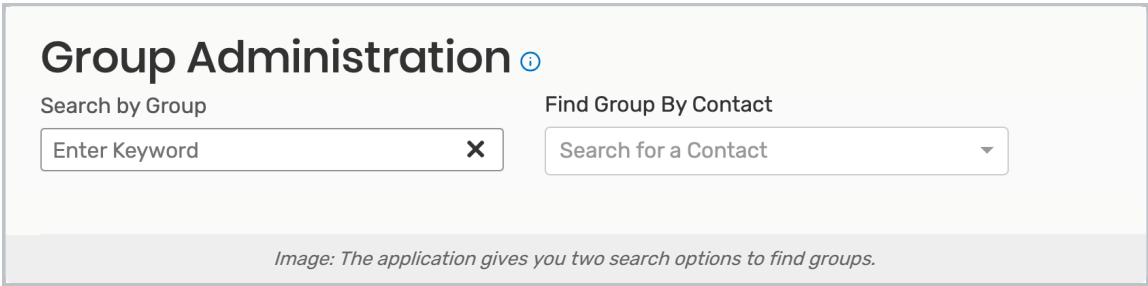 Group Administration
Search by Group
Enter Keyword
Find Group By Contact
Search for a Contact
Image: The application gives you two search options to find groups.